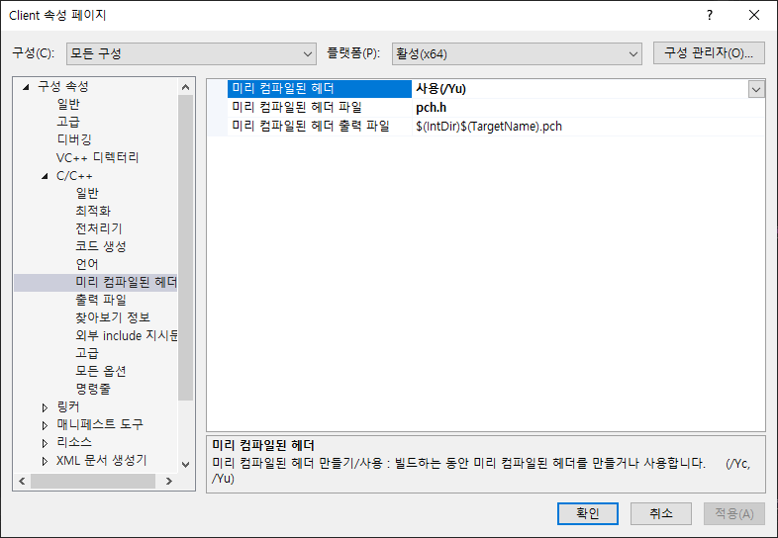 Client 속성 페이지
구성(C): 모든 구성 플랫폼(P): 활성(x64) 구성 관리자(O)...
구성 속성
일반
고급
디버깅
VC++ 디렉터리
C/C++
일반
최적화
전처리기
코드 생성
언어
미리 컴파일된 헤더
출력 파일
찾아보기 정보
외부 include 지시문
고급
모든 옵션
명령줄
링커
매니페스트 도구
리소스
XML 문서 생성기
미리 컴파일된 헤더 사용(/Yu)
미리 컴파일된 헤더 파일 pch.h
미리 컴파일된 헤더 출력 파일 $(IntDir)$(TargetName).pch
미리 컴파일된 헤더
미리 컴파일된 헤더 만들기/사용 : 빌드하는 동안 미리 컴파일된 헤더를 만들거나 사용합니다. (/Yc,
/Yu)
확인 취소 적용(A)